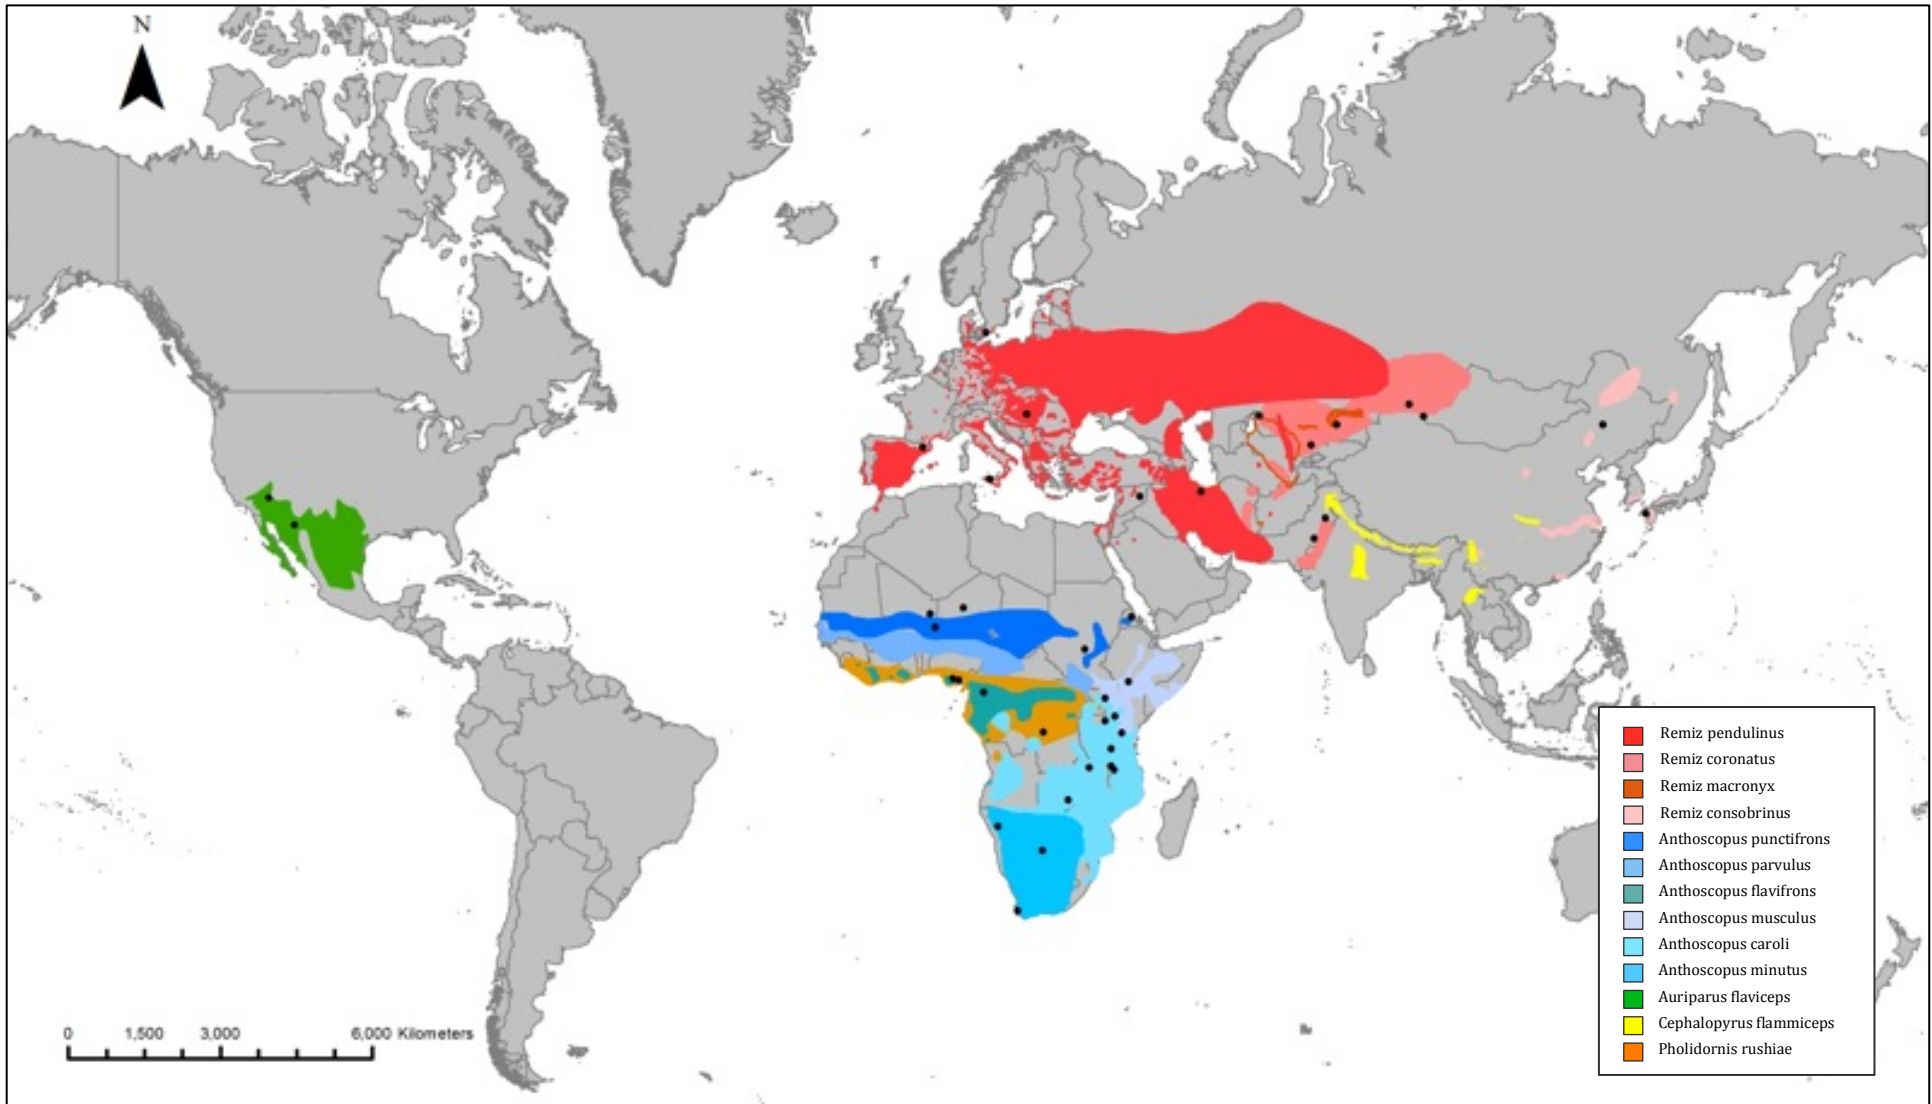 N
Remiz pendulinus
Remiz coronatus
Remiz macronyx
Remiz consobrinus
Anthoscopus punctifrons
Anthoscopus parvulus
Anthoscopus flavifrons
Anthoscopus musculus
Anthoscopus caroli
Anthoscopus minutus
Auriparus flaviceps
Cephalopyrus flammiceps
Pholidornis rushiae
0 1,500 3,000 6,000 Kilometers